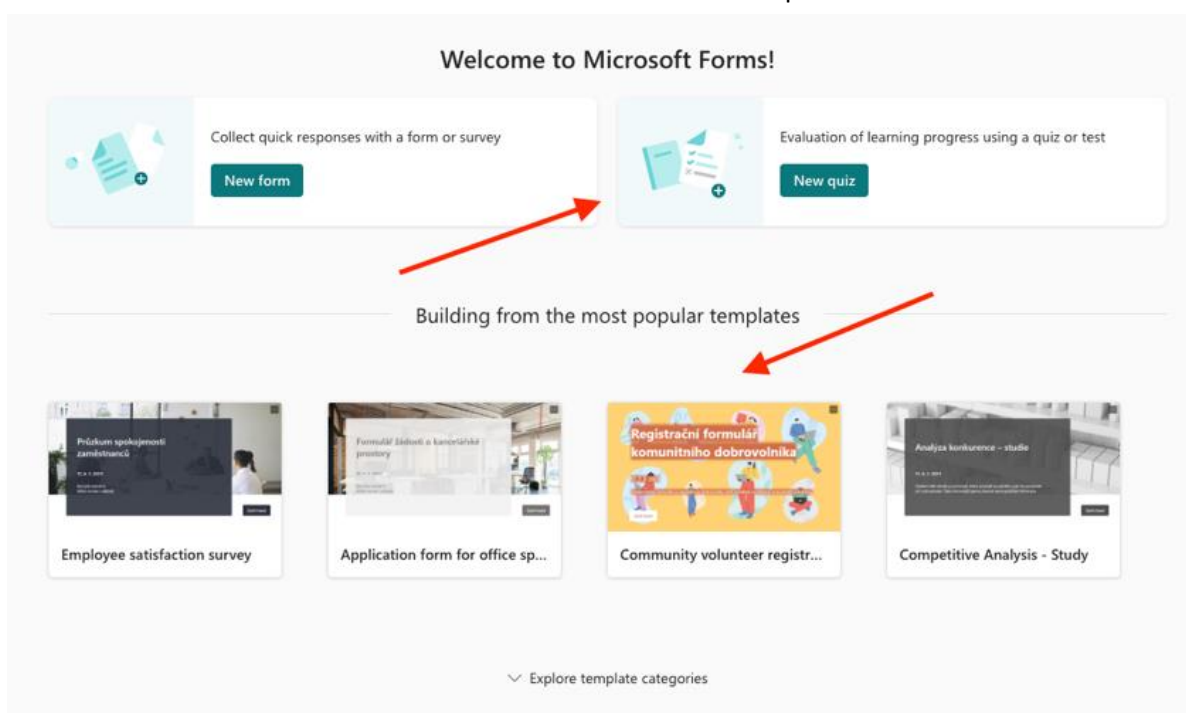 Welcome to Microsoft Forms!
Collect quick responses with a form or survey
New form
Evaluation of learning progress using a quiz or test
New quiz
Building from the most popular templates
Průzkum spokojenosti
zaměstnanců
Formulář žádosti o kancelářské
prostory
Registrační formulář
komunitního dobrovolníka
Analýza konkurence – studie
Employee satisfaction survey
Application form for office sp...
Community volunteer registr...
Competitive Analysis - Study
Explore template categories